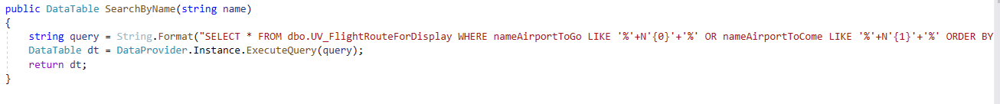 public DataTable SearchByName(string name)
{
    string query = String.Format("SELECT * FROM dbo.UV_FlightRouteForDisplay WHERE nameAirportToGo LIKE '%'+N'{0}'+'%' OR nameAirportToCome LIKE '%'+N'{1}'+'%' ORDER BY
    DataTable dt = DataProvider.Instance.ExecuteQuery(query);
    return dt;
}